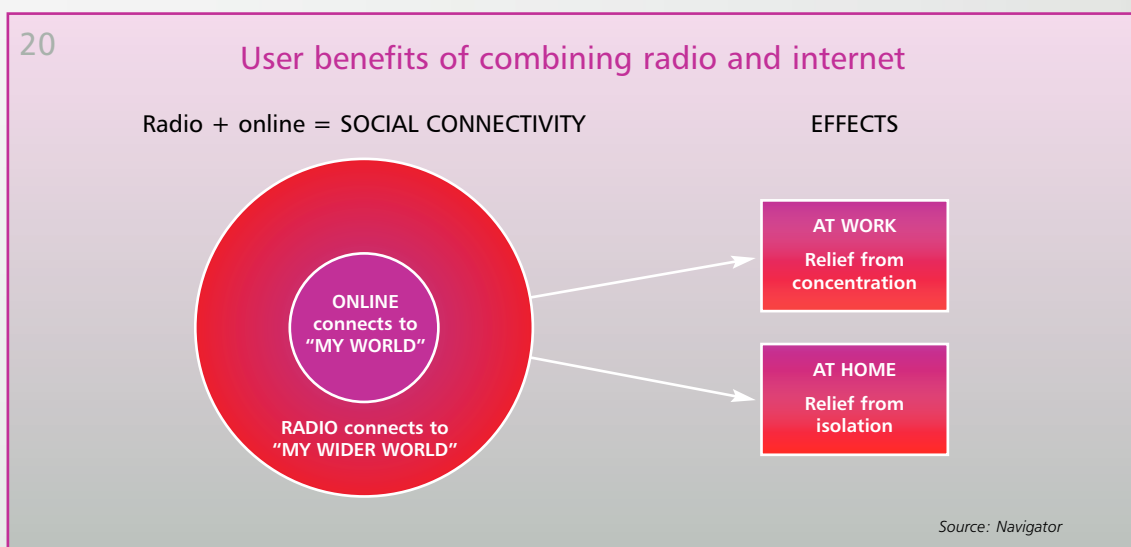 20
User benefits of combining radio and internet
Radio + online = SOCIAL CONNECTIVITY
EFFECTS
ONLINE
connects to
“MY WORLD”
RADIO connects to
“MY WIDER WORLD”
AT WORK
Relief from
concentration
AT HOME
Relief from
isolation
Source: Navigator